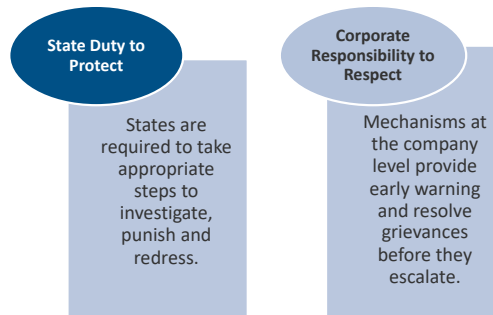 State Duty to
Protect
States are
required to take
appropriate
steps to
investigate,
punish and
redress.
Corporate
Responsibility to
Respect
Mechanisms at
the company
level provide
early warning
and resolve
grievances
before they
escalate.